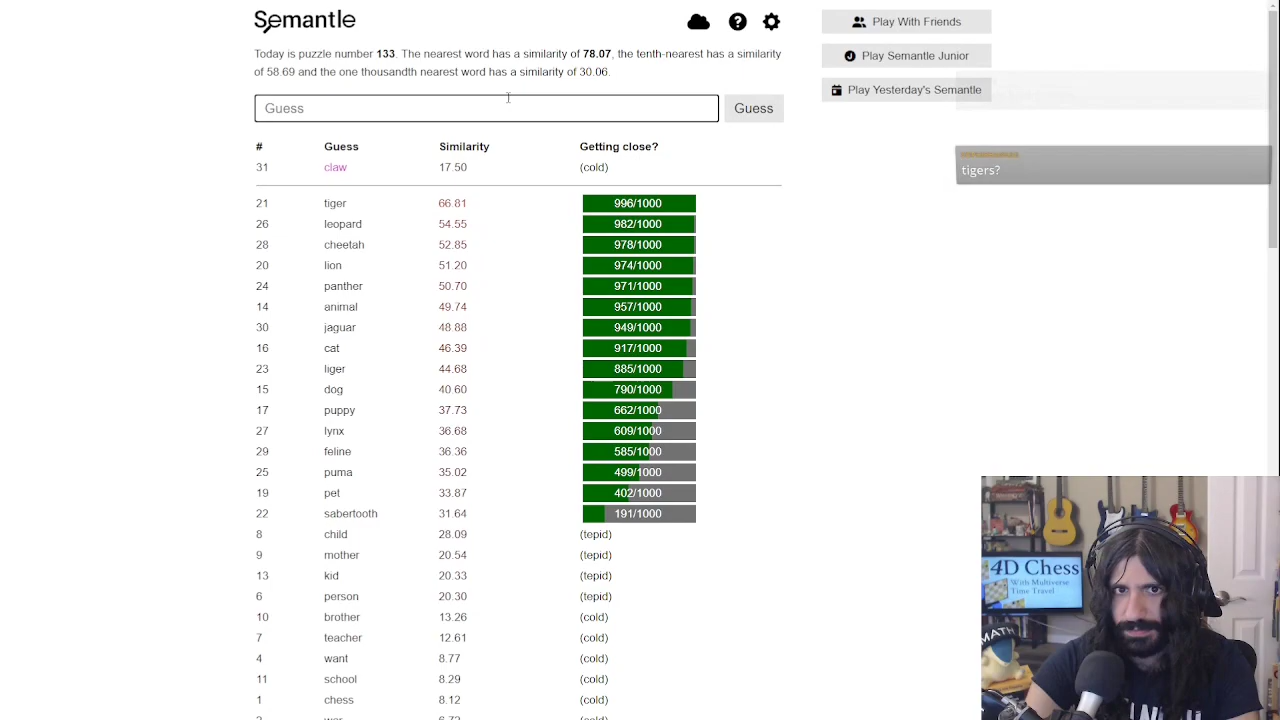 Semantle
Play With Friends
Today is puzzle number 133. The nearest word has a similarity of 78.07, the tenth-nearest has a similarity
of 58.69 and the one thousandth nearest word has a similarity of 30.06.
Play Semantle Junior
Play Yesterday's Semantle
Guess Guess
# Guess Similarity Getting close?
31 claw 17.50 (cold)
tigers?
21 tiger 66.81 996/1000
26 leopard 54.55 982/1000
28 cheetah 52.85 978/1000
20 lion 51.20 974/1000
24 panther 50.70 971/1000
14 animal 49.74 957/1000
30 jaguar 48.88 949/1000
16 cat 46.39 917/1000
23 liger 44.68 885/1000
15 dog 40.60 790/1000
17 puppy 37.73 662/1000
27 lynx 36.68 609/1000
29 feline 36.36 585/1000
25 puma 35.02 499/1000
19 pet 33.87 402/1000
22 sabertooth 31.64 191/1000
8 child 28.09 (tepid)
9 mother 20.54 (tepid)
13 kid 20.33 (tepid)
6 person 20.30 (tepid)
10 brother 13.26 (cold)
7 teacher 12.61 (cold)
4 want 8.77 (cold)
11 school 8.29 (cold)
1 chess 8.12 (cold)
4D Chess
With Multiverse
Time Travel
MATH